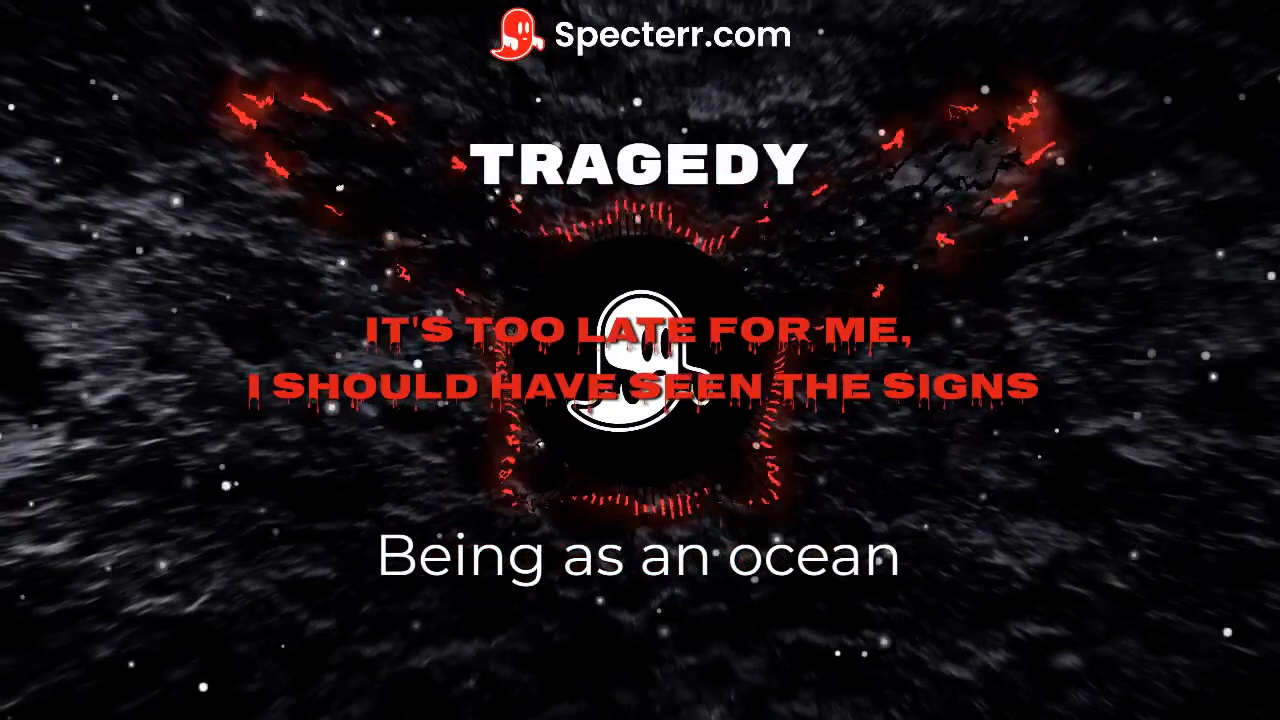 Specterr.com
TRAGEDY
IT'S TOO LATE FOR ME,
I SHOULD HAVE SEEN THE SIGNS
Being as an ocean